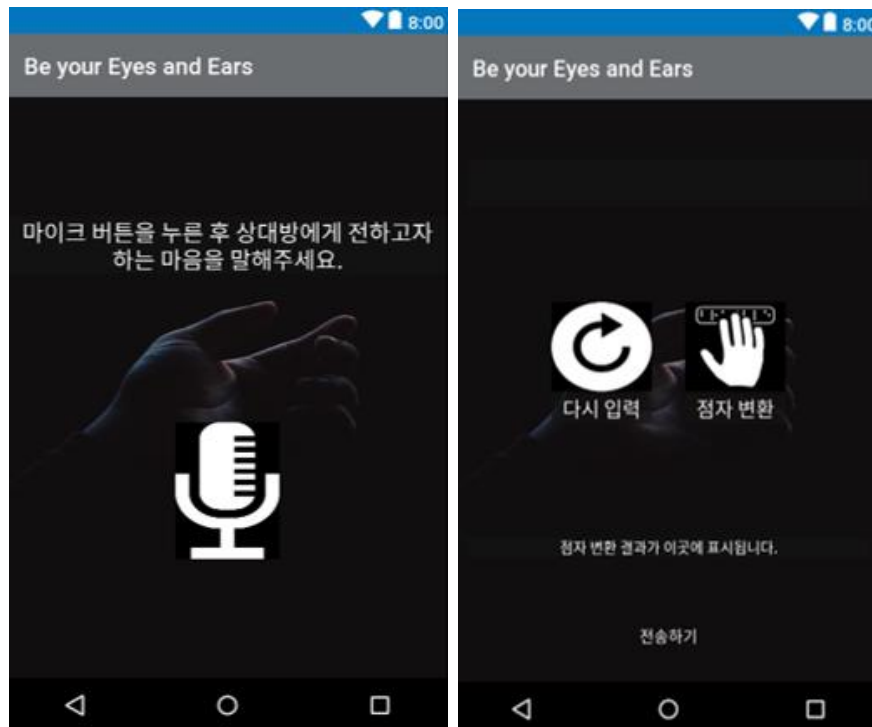 8:00
Be your Eyes and Ears
마이크 버튼을 누른 후 상대방에게 전하고자
하는 마음을 말해주세요.
8:00
Be your Eyes and Ears
다시 입력
점자 변환
점자 변환 결과가 이곳에 표시됩니다.
전송하기